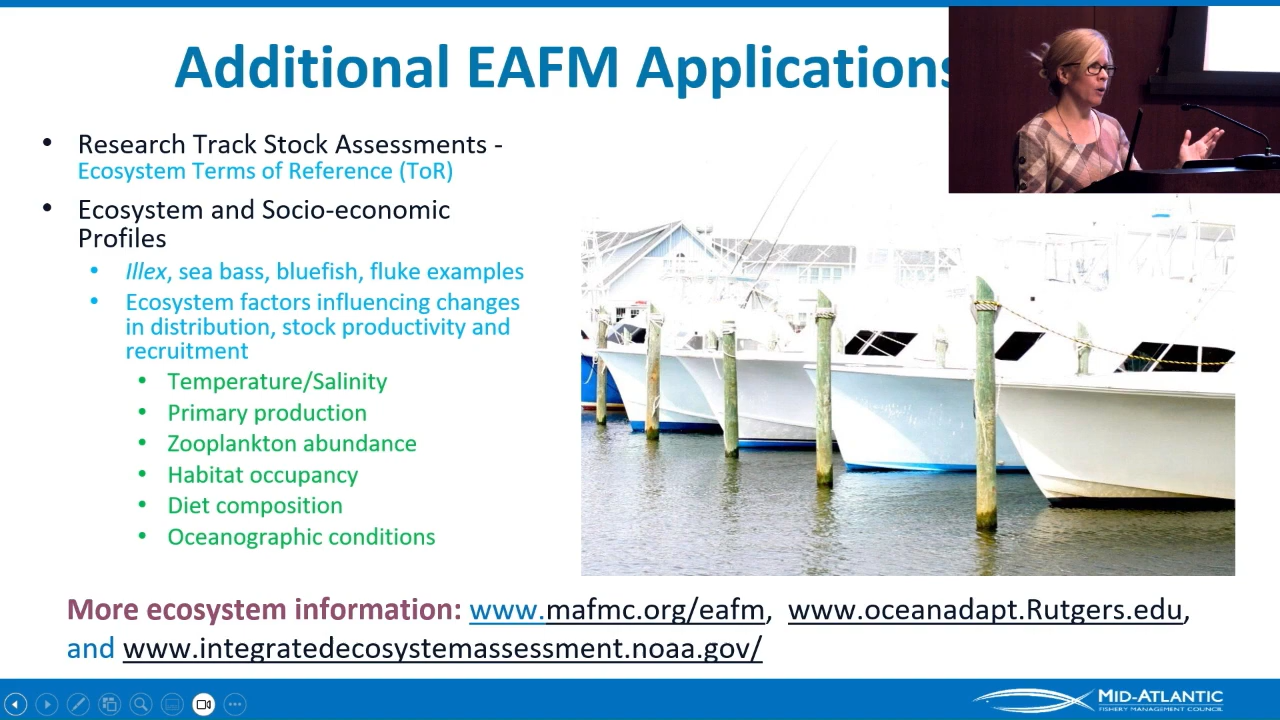 Additional EAFM Applications
Research Track Stock Assessments -
Ecosystem Terms of Reference (ToR)
Ecosystem and Socio-economic
Profiles
Illex, sea bass, bluefish, fluke examples
Ecosystem factors influencing changes
in distribution, stock productivity and
recruitment
Temperature/Salinity
Primary production
Zooplankton abundance
Habitat occupancy
Diet composition
Oceanographic conditions
More ecosystem information: www.mafmc.org/eafm, www.oceanadapt.Rutgers.edu,
and www.integratedecosystemassessment.noaa.gov/
MID-ATLANTIC
FISHERY MANAGEMENT COUNCIL